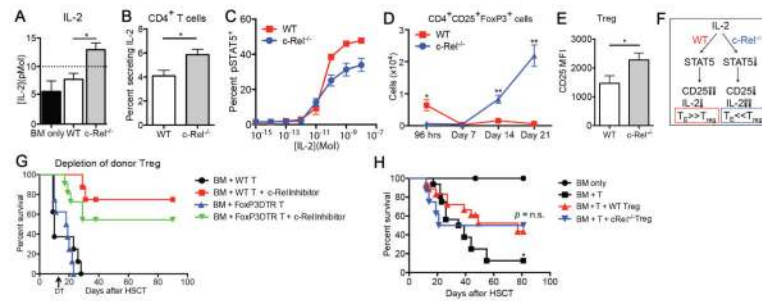 A
IL-2
[IL-2](pMol)
15
10
5
0
*
BM only WT c-Rel-/-
B
CD4+ T cells
Percent secreting IL-2
8
6
4
2
0
*
WT
c-Rel-/-
C
WT
c-Rel-/-
Percent pSTAT5+
50
40
30
20
10
0
10-15 10-13 10-11 10-9 10-7
[IL-2](Mol)
D
CD4+CD25+FoxP3+ cells
WT
c-Rel-/-
Cells (x104)
3
2
1
0
*
**
**
96 hrs Day 7 Day 14 Day 21
E
Treg
CD25 MFI
3000
2000
1000
0
*
WT
c-Rel-/-
F
IL-2
WT c-Rel-/-
STAT5 STAT5↓
CD25 CD25↓
IL-2 IL-2
TE>>Treg TE<<Treg
G
Depletion of donor Treg
Percent survival
100
80
60
40
20
0
0 20 40 60 80 100
DT
Days after HSCT
BM + WT T
BM + WT T + c-RelInhibitor
BM + FoxP3DTR T
BM + FoxP3DTR T + c-RelInhibitor
H
Percent survival
100
80
60
40
20
0
0 20 40 60 80 100
Days after HSCT
p = n.s.
*
BM only
BM + T
BM + T + WT Treg
BM + T + cRel-/-Treg